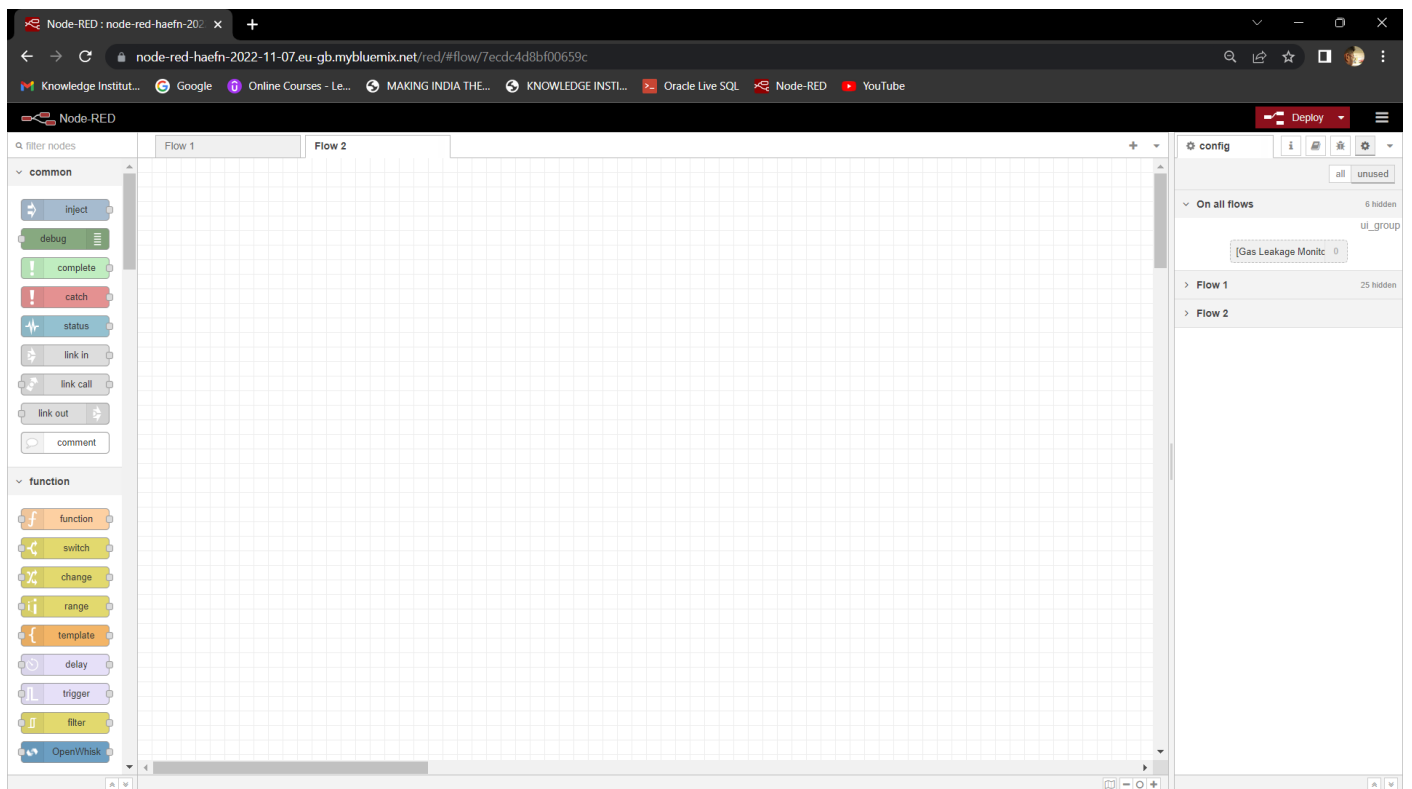 Node-RED : node-red-haefn-202
node-red-haefn-2022-11-07.eu-gb.mybluemix.net/red/#flow/7ecdc4d8bf00659c
Knowledge Institut... Google Online Courses - Le... MAKING INDIA THE... KNOWLEDGE INSTI... Oracle Live SQL Node-RED YouTube
Node-RED Deploy
filter nodes Flow 1 Flow 2 config
all unused
common
On all flows 6 hidden
ui_group
inject
debug
[Gas Leakage Monitc 0
complete
Flow 1 25 hidden
catch
Flow 2
status
link in
link call
link out
comment
function
function
switch
change
range
template
delay
trigger
filter
OpenWhisk